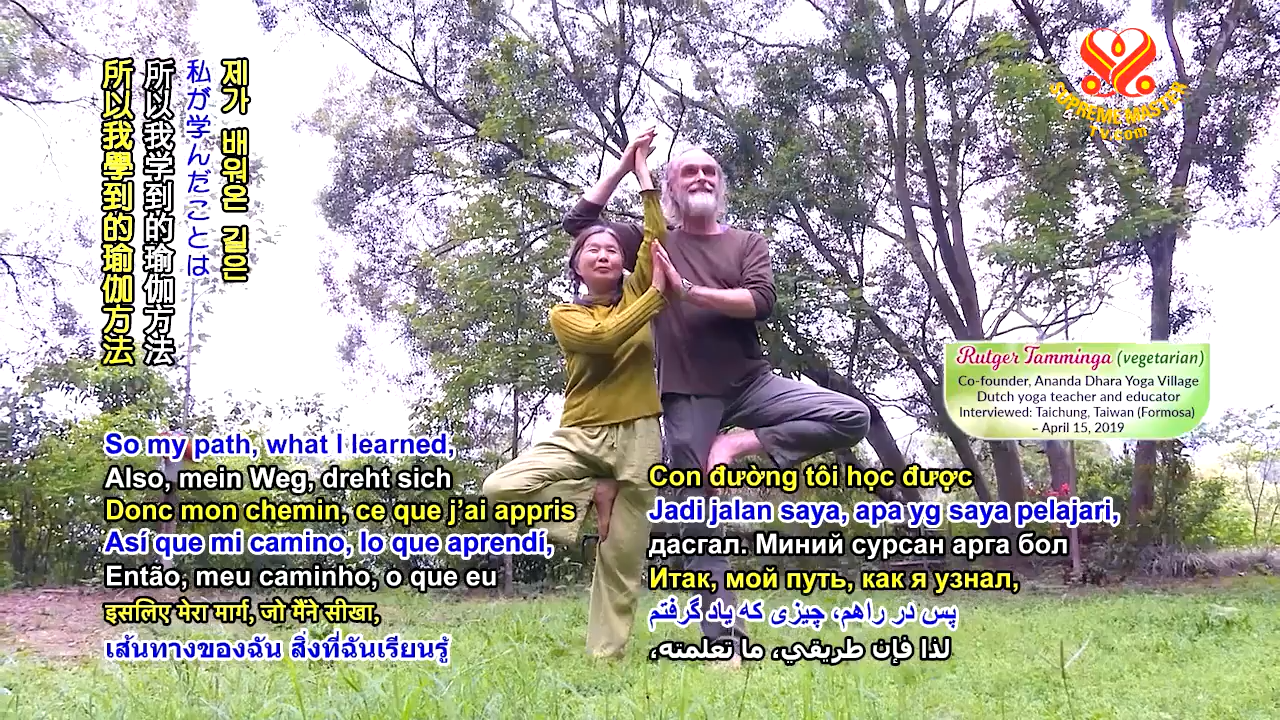 제가 배워온 길인
私が学んだことは
所以我学到的瑜伽方法
所以我學到的瑜伽方法
SUPREME MASTER
TV.com
Rutger Tamminga (vegetarian)
Co-founder, Ananda Dhara Yoga Village
Dutch yoga teacher and educator
Interviewed: Taichung, Taiwan (Formosa)
– April 15, 2019
So my path, what I learned,
Also, mein Weg, dreht sich
Donc mon chemin, ce que j’ai appris
Así que mi camino, lo que aprendí,
Então, meu caminho, o que eu
इसलिए मेरा मार्ग, जो मैंने सीखा,
เส้นทางของฉัน สิ่งที่ฉันเรียนรู้
Con đường tôi học được
Jadi jalan saya, apa yg saya pelajari,
дасгал. Миний сурсан арга бол
Итак, мой путь, как я узнал,
پس در راهم، چیزی که یاد گرفتم
لذا فإن طريقي، ما تعلمته،